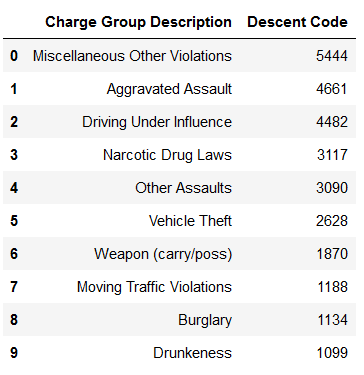 Charge Group Description Descent Code
0 Miscellaneous Other Violations 5444
1 Aggravated Assault 4661
2 Driving Under Influence 4482
3 Narcotic Drug Laws 3117
4 Other Assaults 3090
5 Vehicle Theft 2628
6 Weapon (carry/poss) 1870
7 Moving Traffic Violations 1188
8 Burglary 1134
9 Drunkeness 1099